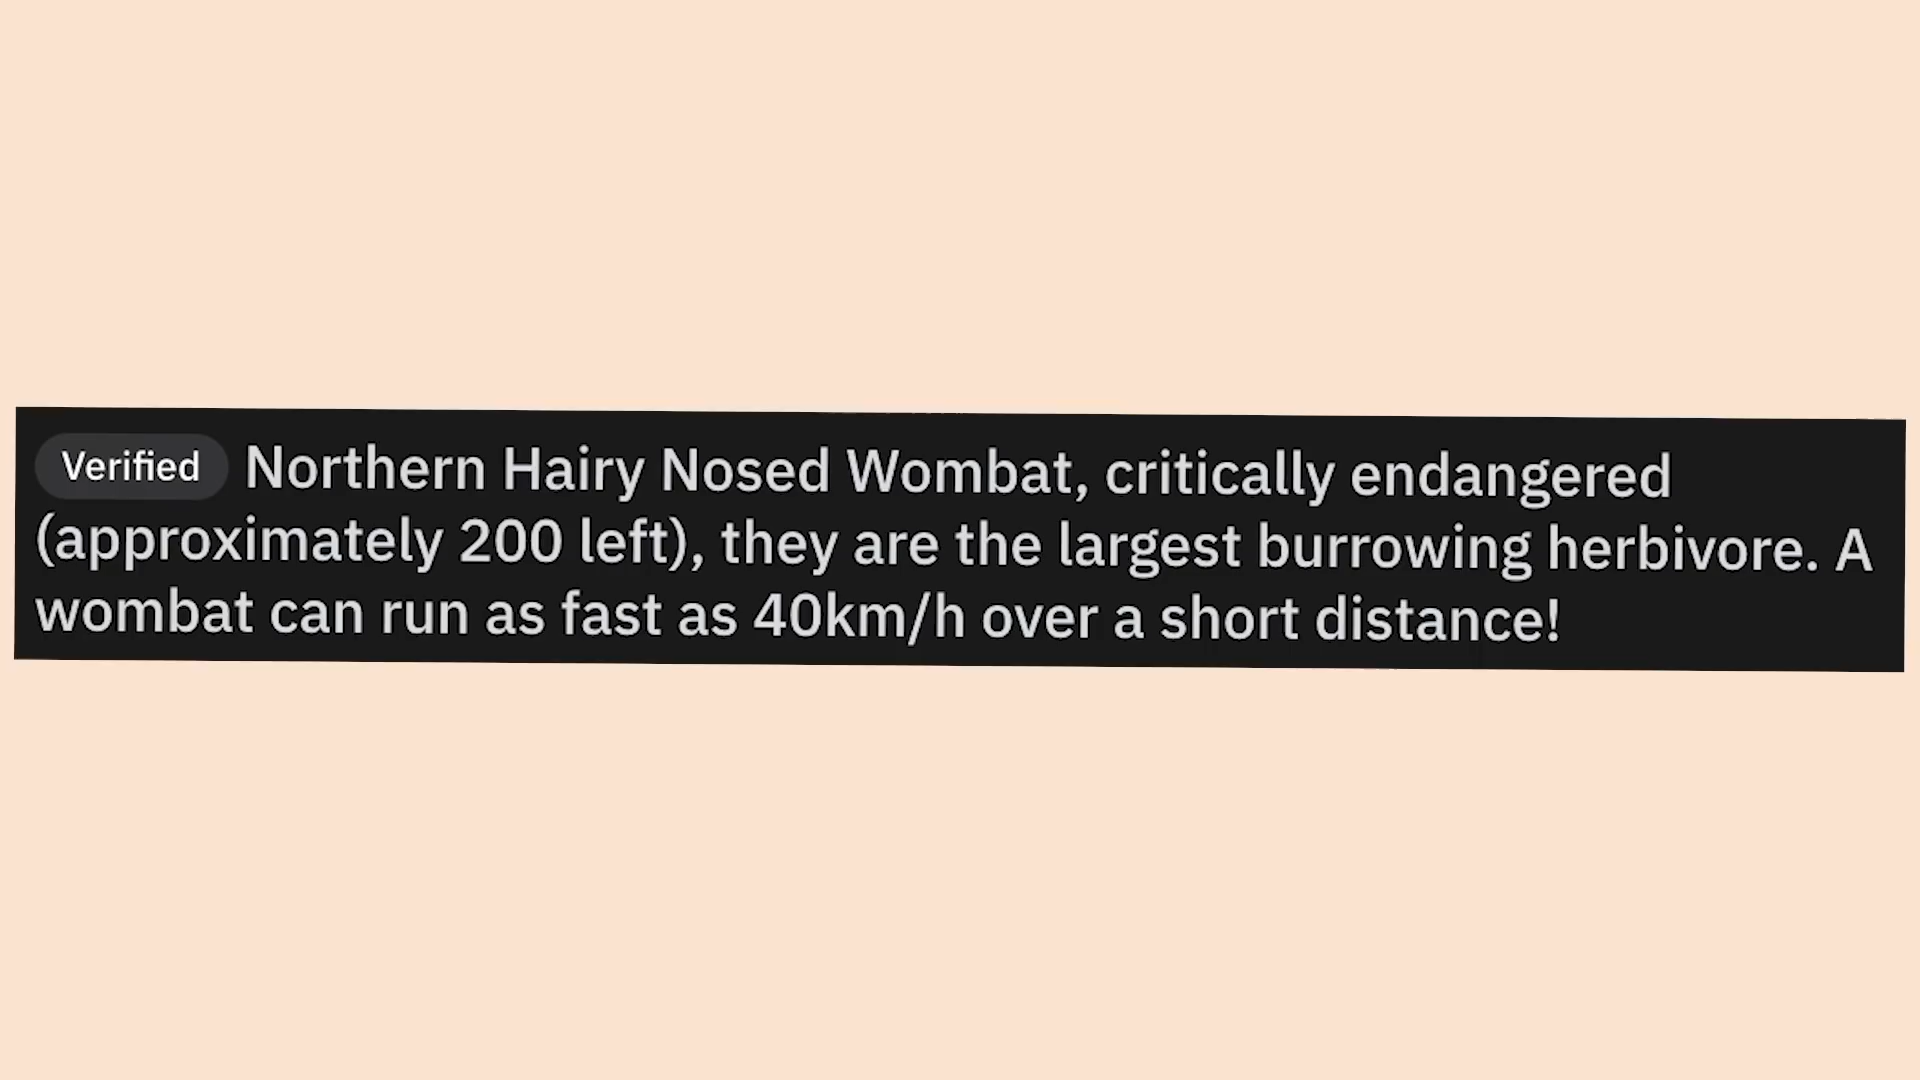 Verified Northern Hairy Nosed Wombat, critically endangered
(approximately 200 left), they are the largest burrowing herbivore. A
wombat can run as fast as 40km/h over a short distance!